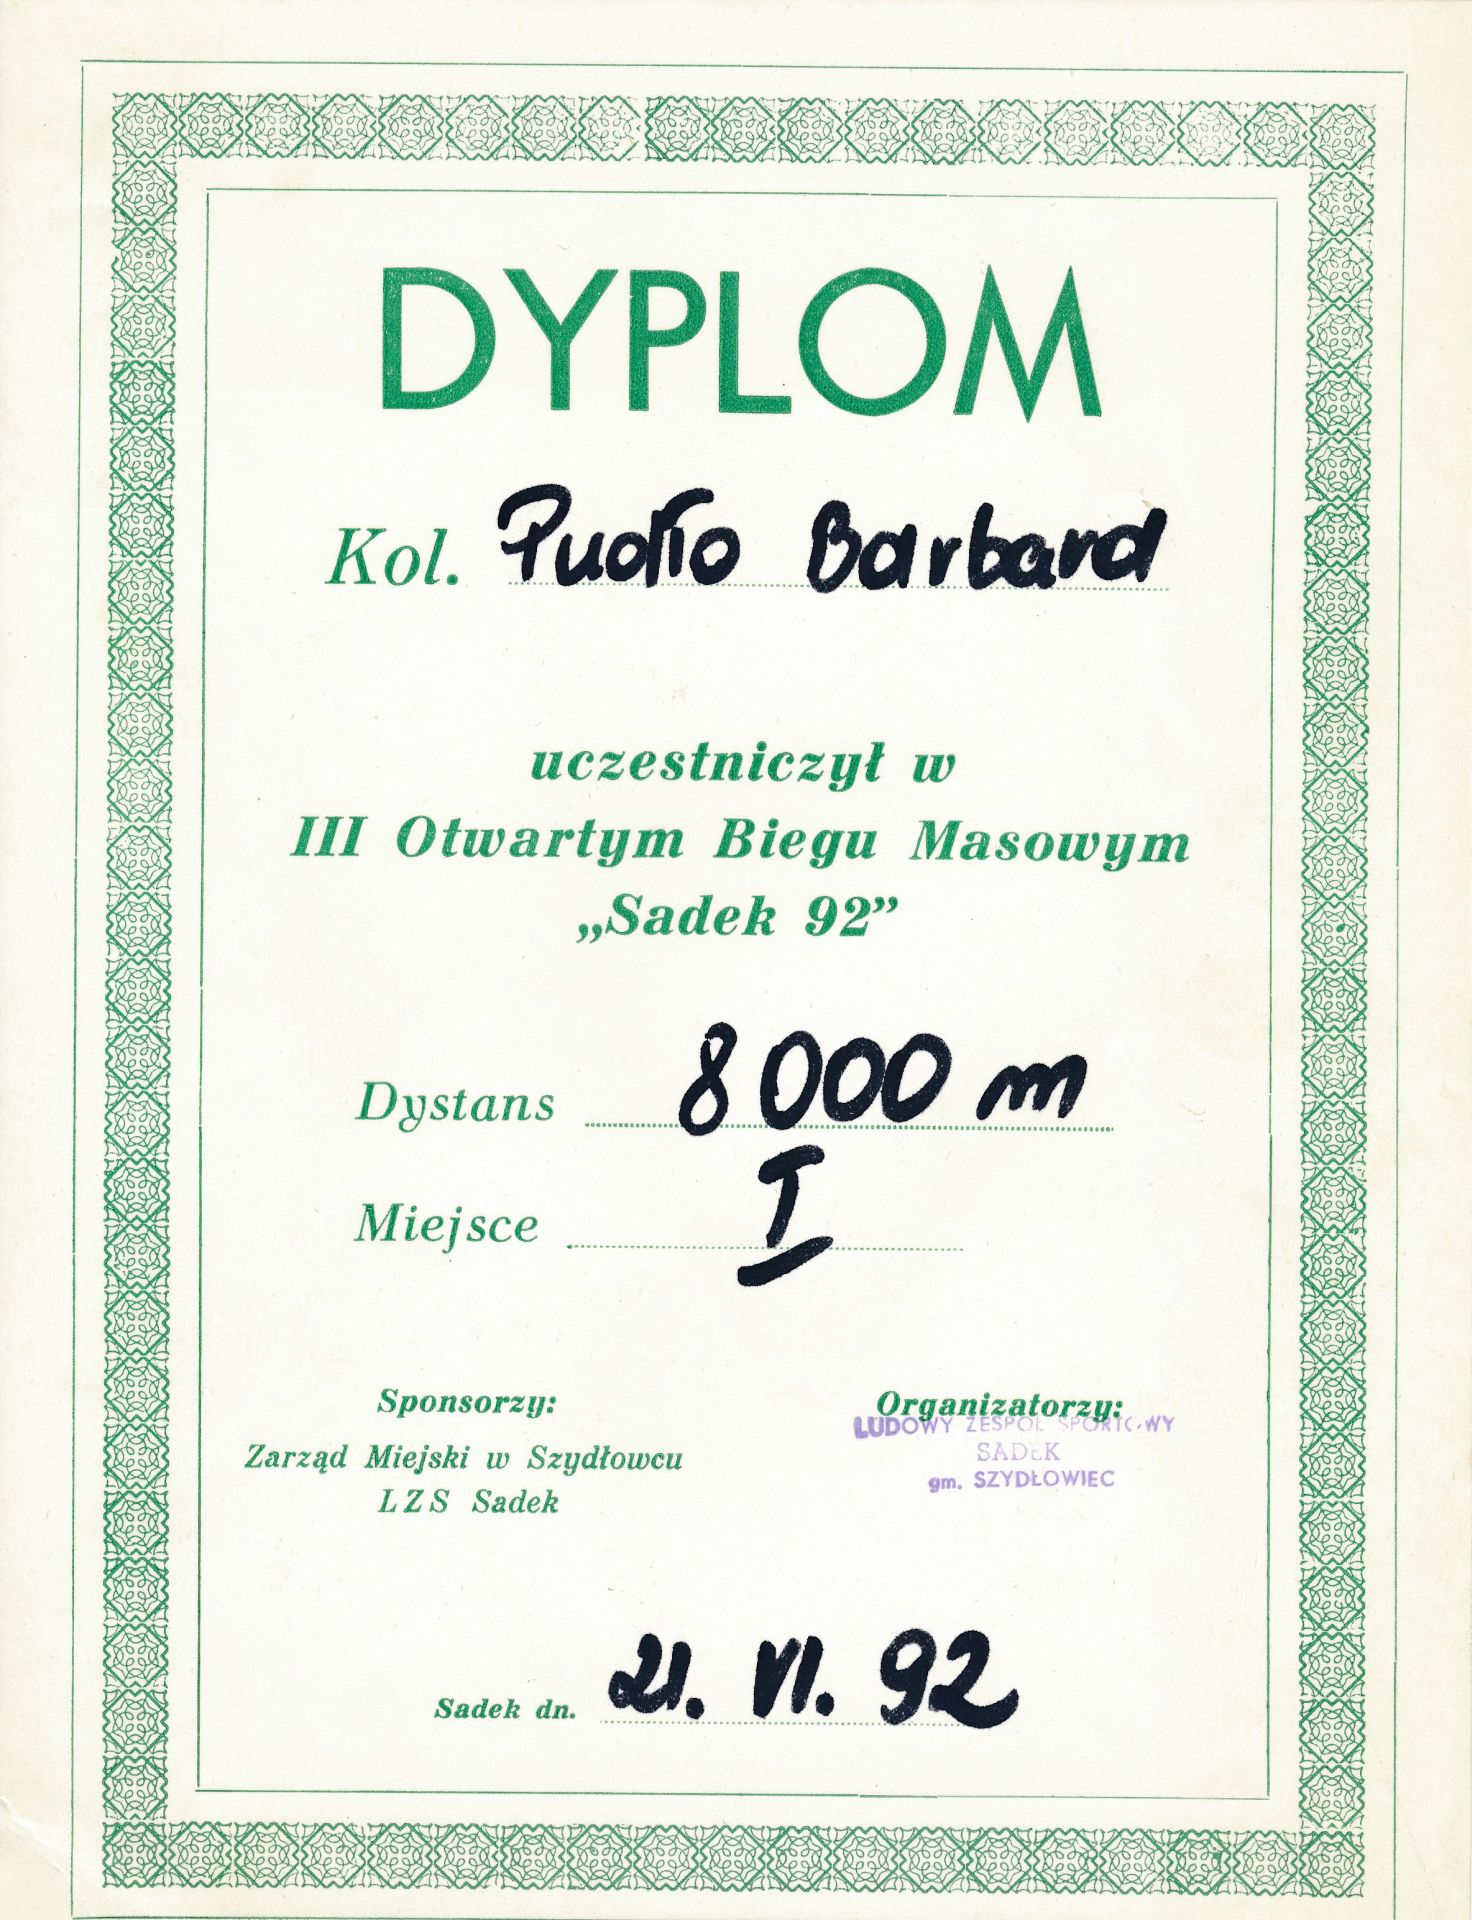 DYPLOM
Kol. Pudło Barbara
uczestniczył w
III Otwartym Biegu Masowym
„Sadek 92”
Dystans 8000 m
Miejsce I
Sponsorzy:
Zarząd Miejski w Szydłowcu
LZS Sadek
Organizatorzy:
LUDOWY ZESPÓŁ SPORTOWY
SADEK
gm. SZYDŁOWIEC
Sadek dn. 21. VI. 92